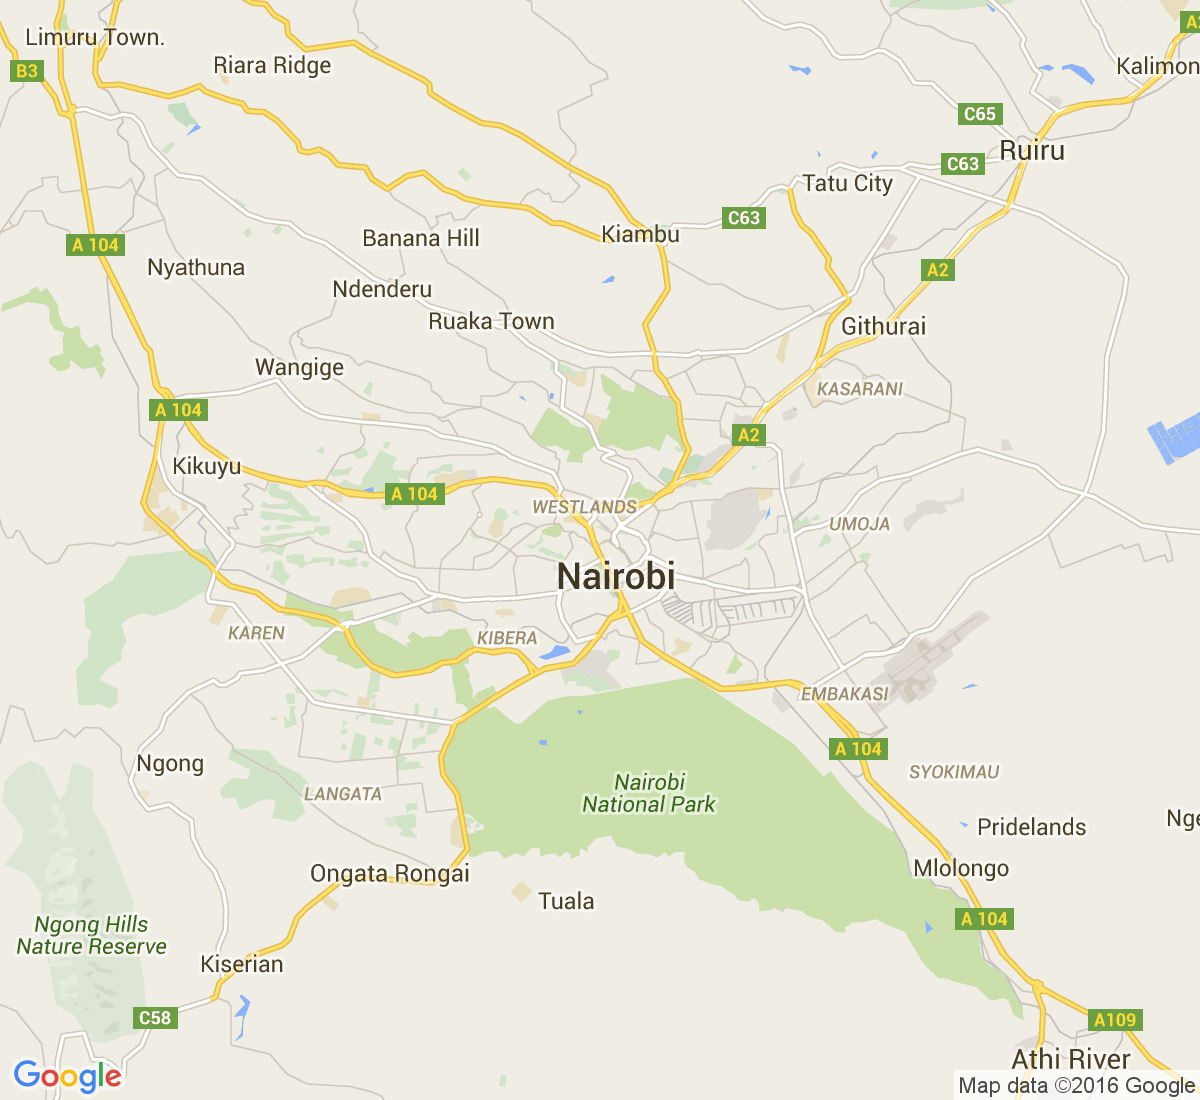 Limuru Town.
A2
B3
Riara Ridge
Kalimon
C65
Ruiru
C63
Tatu City
C63
Kiambu
Banana Hill
A 104
Nyathuna
A2
Ndenderu
Ruaka Town
Githurai
Wangige
KASARANI
A 104
A2
Kikuyu
A 104
WESTLANDS
UMOJA
Nairobi
KAREN
KIBERA
EMBAKASI
A 104
Ngong
SYOKIMAU
Nairobi
National Park
LANGATA
Nge
Pridelands
Mlolongo
Ongata Rongai
Tuala
A 104
Ngong Hills
Nature Reserve
Kiserian
C58
A109
Athi River
Google
Map data ©2016 Google